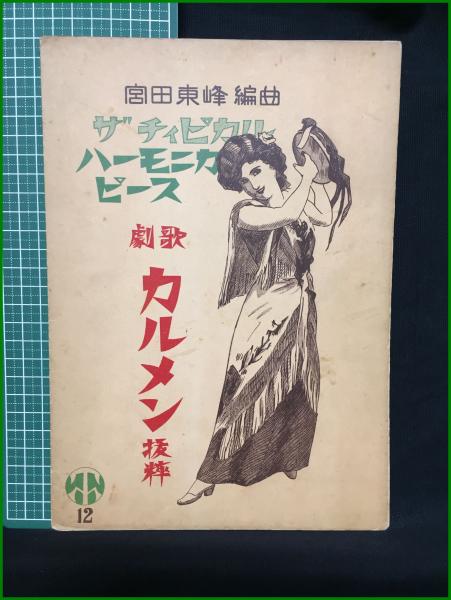 宮田東峰編曲
ザ チィピカル
ハーモニカ
ピース
歌劇
カルメン
抜粋
12